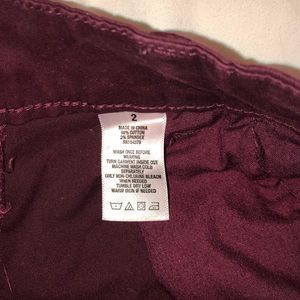 2
MADE IN CHINA
98% COTTON
2% SPANDEX
RN104379
WASH ONCE BEFORE
WEARING
TURN GARMENT INSIDE OUT
MACHINE WASH COLD
SEPARATELY
ONLY NON-CHLORINE BLEACH
WHEN NEEDED
TUMBLE DRY LOW
WARM IRON IF NEEDED